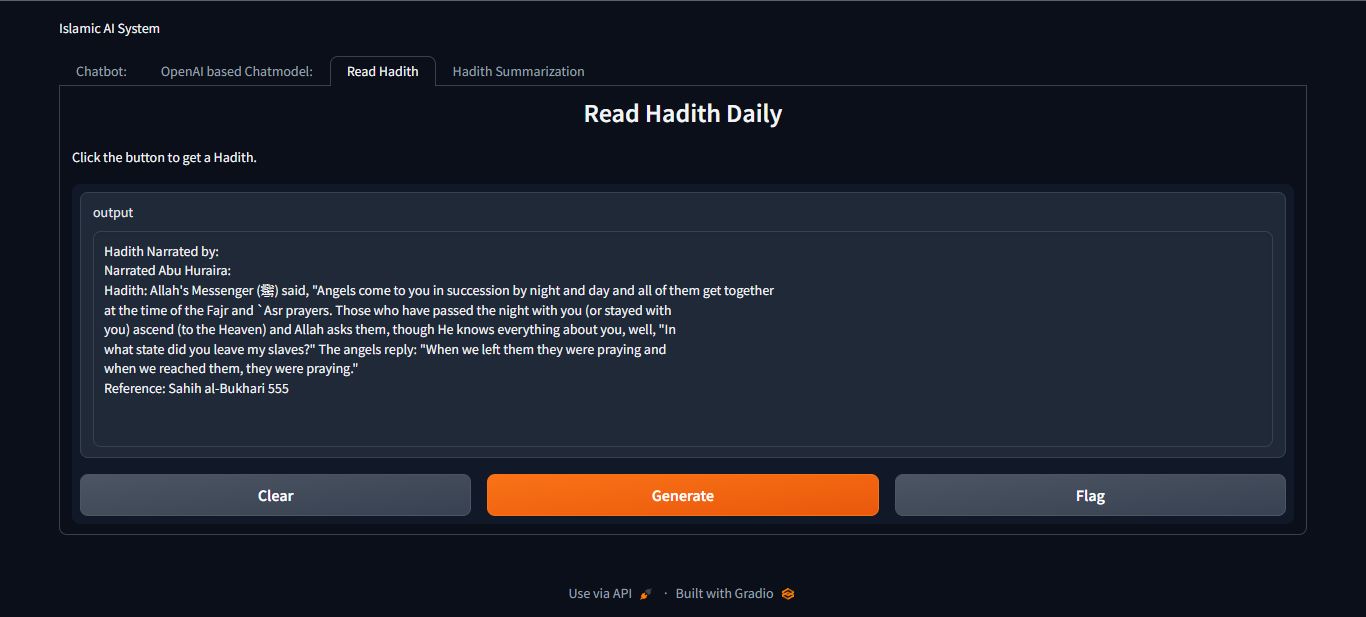 Islamic AI System
Chatbot: OpenAI based Chatmodel: Read Hadith Hadith Summarization
Read Hadith Daily
Click the button to get a Hadith.
output
Hadith Narrated by:
Narrated Abu Huraira:
Hadith: Allah's Messenger (ﷺ) said, "Angels come to you in succession by night and day and all of them get together
at the time of the Fajr and `Asr prayers. Those who have passed the night with you (or stayed with
you) ascend (to the Heaven) and Allah asks them, though He knows everything about you, well, "In
what state did you leave my slaves?" The angels reply: "When we left them they were praying and
when we reached them, they were praying."
Reference: Sahih al-Bukhari 555
Clear Generate Flag
Use via API · Built with Gradio